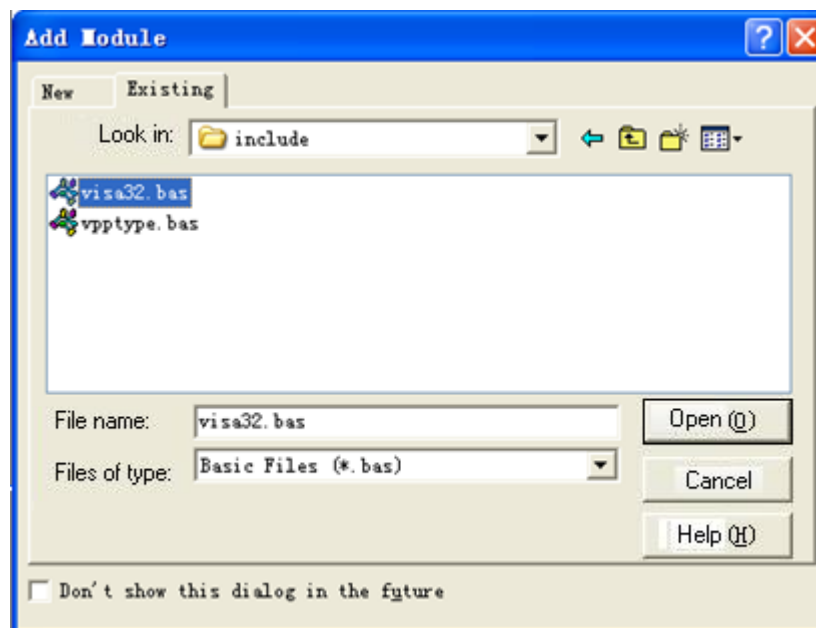 Add Module
New Existing
Look in: include
visa32.bas
vpptype.bas
File name: visa32.bas Open (O)
Files of type: Basic Files (*.bas)
Cancel
Help (H)
Don't show this dialog in the future